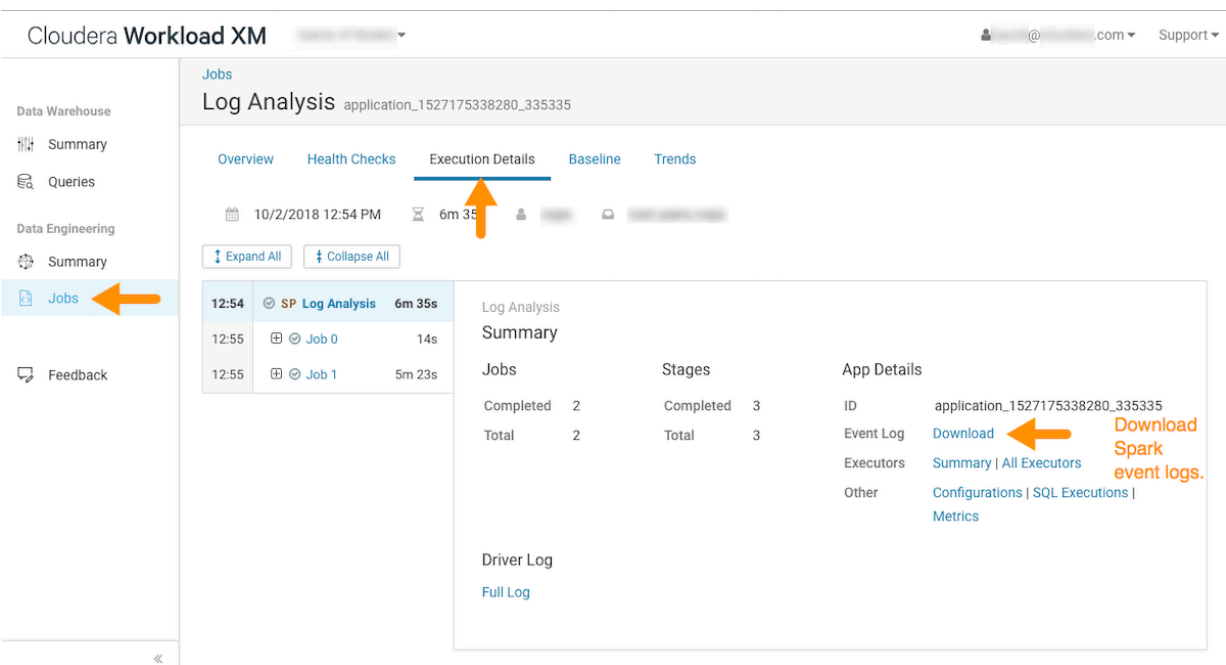 Cloudera Workload XM
@ .com Support
Jobs
Log Analysis application_1527175338280_335335
Data Warehouse
Summary
Queries
Data Engineering
Summary
Jobs
Feedback
Overview Health Checks Execution Details Baseline Trends
10/2/2018 12:54 PM 6m 35
Expand All Collapse All
12:54 SP Log Analysis 6m 35s
12:55 Job 0 14s
12:55 Job 1 5m 23s
Log Analysis
Summary
Jobs Stages App Details
Completed 2 Completed 3 ID application_1527175338280_335335
Total 2 Total 3 Event Log Download
Executors Summary | All Executors
Other Configurations | SQL Executions |
Metrics
Download
Spark
event logs.
Driver Log
Full Log